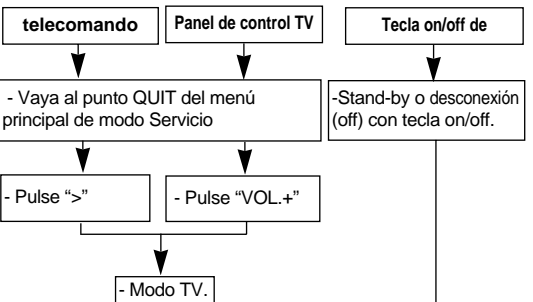 telecomando
Panel de control TV
Tecla on/off de
- Vaya al punto QUIT del menú
principal de modo Servicio
-Stand-by o desconexión
(off) con tecla on/off.
- Pulse “>”
- Pulse “VOL.+”
- Modo TV.